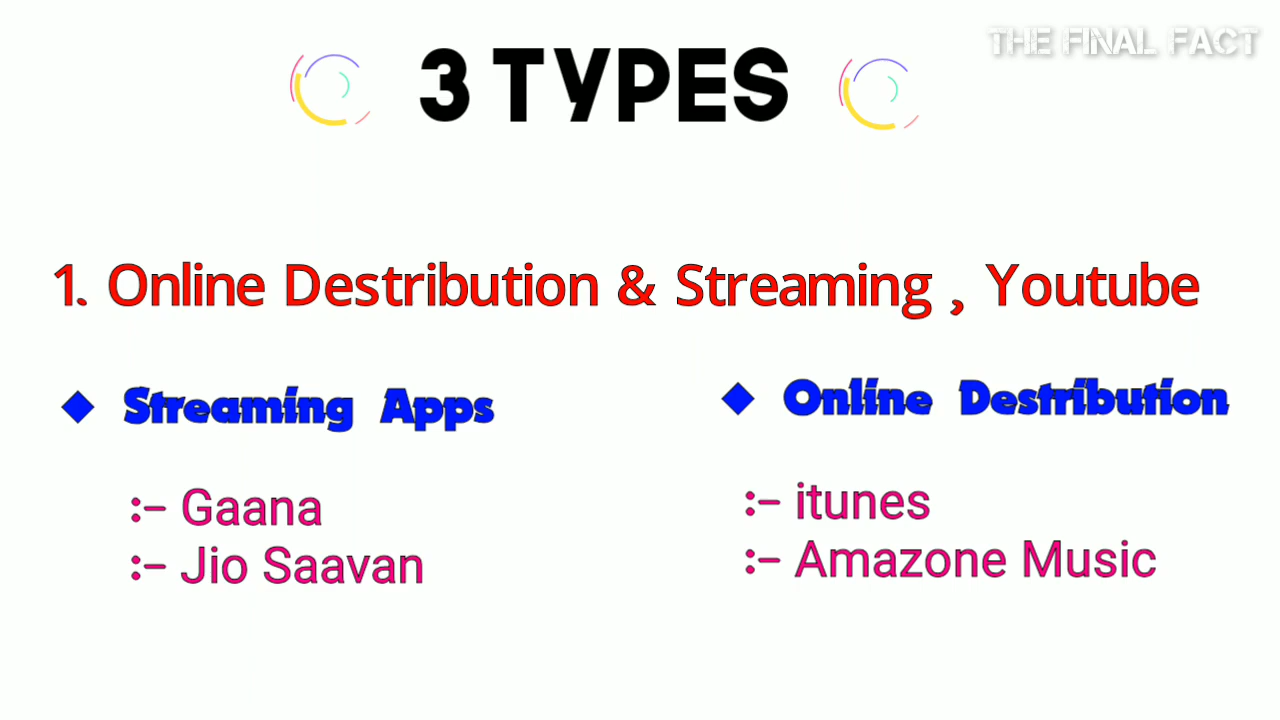 THE FINAL FACT
3 TYPES
1. Online Destribution & Streaming , Youtube
◆ Streaming Apps
:- Gaana
:- Jio Saavan
◆ Online Destribution
:- itunes
:- Amazone Music